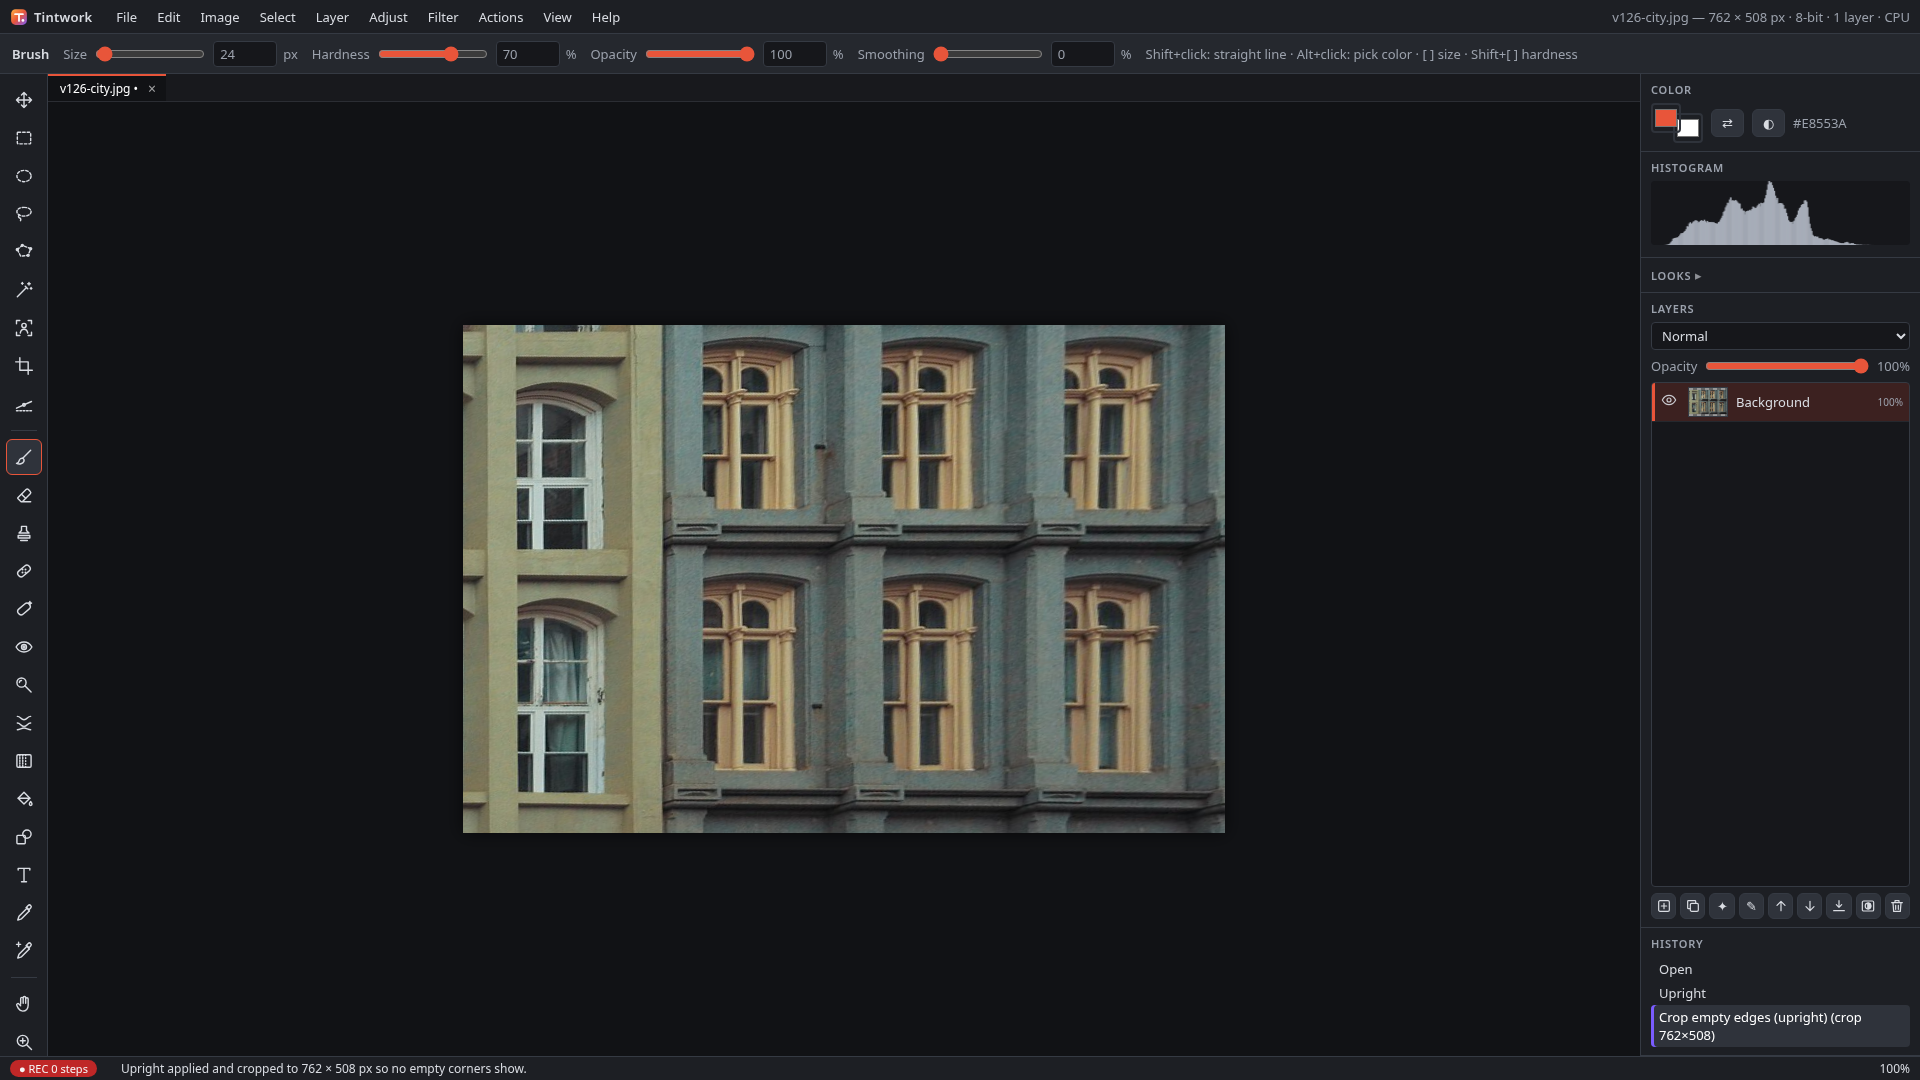 Tintwork File Edit Image Select Layer Adjust Filter Actions View Help v126-city.jpg — 762 × 508 px · 8-bit · 1 layer · CPU
Brush Size 24 px Hardness 70 % Opacity 100 % Smoothing 0 % Shift+click: straight line · Alt+click: pick color · [ ] size · Shift+[ ] hardness
v126-city.jpg • ×
COLOR
#E8553A
HISTOGRAM
LOOKS ▸
LAYERS
Normal
Opacity 100%
Background 100%
HISTORY
Open
Upright
Crop empty edges (upright) (crop
762×508)
● REC 0 steps Upright applied and cropped to 762 × 508 px so no empty corners show. 100%